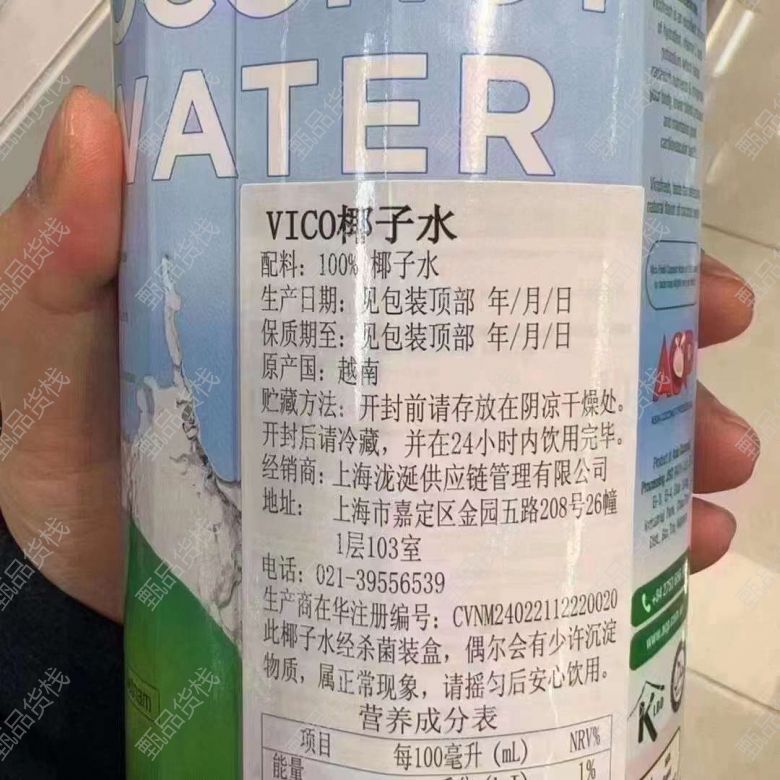 COCONUT
WATER
VICO椰子水
配料：100% 椰子水
生产日期：见包装顶部 年/月/日
保质期至：见包装顶部 年/月/日
原产国：越南
贮藏方法：开封前请存放在阴凉干燥处。
开封后请冷藏，并在24小时内饮用完毕。
经销商：上海泷涎供应链管理有限公司
地址： 上海市嘉定区金园五路208号26幢
1层103室
电话：021-39556539
生产商在华注册编号：CVNM24022112220020
此椰子水经杀菌装盒，偶尔会有少许沉淀
物质，属正常现象，请摇匀后安心饮用。
营养成分表
项目 每100毫升（mL） NRV%
能量 1%
ACP
K LAB
甄品货栈